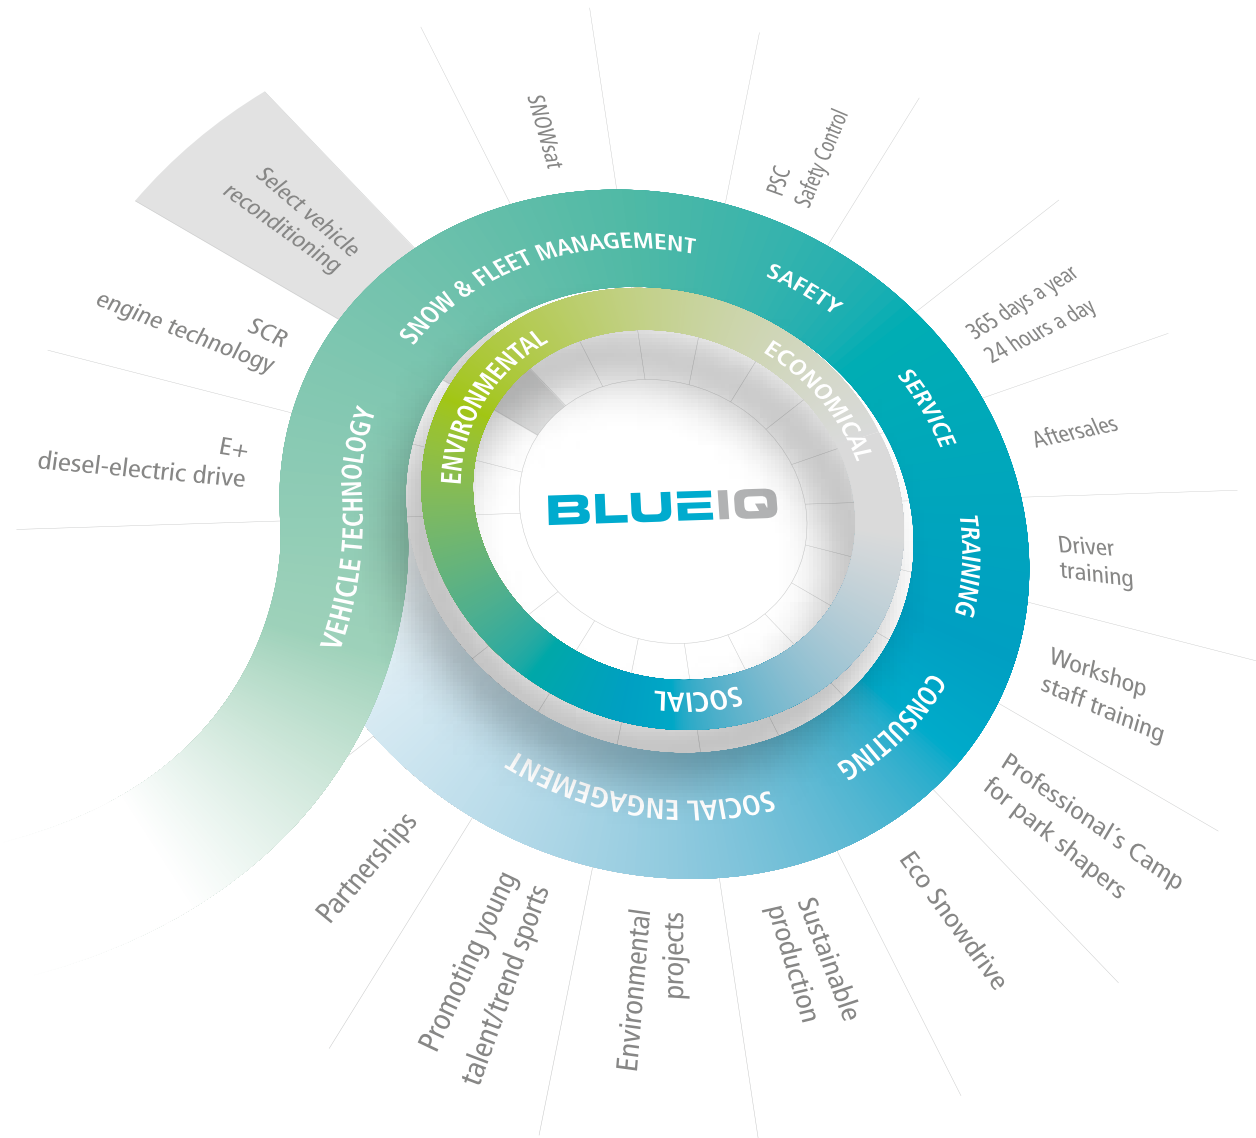 BLUEIQ
ENVIRONMENTAL
ECONOMICAL
SOCIAL
VEHICLE TECHNOLOGY
SNOW & FLEET MANAGEMENT
SAFETY
SERVICE
TRAINING
CONSULTING
SOCIAL ENGAGEMENT
E+
diesel-electric drive
SCR
engine technology
Select vehicle
reconditioning
SNOWsat
PSC
Safety Control
365 days a year
24 hours a day
Aftersales
Driver
training
Workshop
staff training
Professional´s Camp
for park shapers
Eco Snowdrive
Sustainable
production
Environmental
projects
Promoting young
talent/trend sports
Partnerships